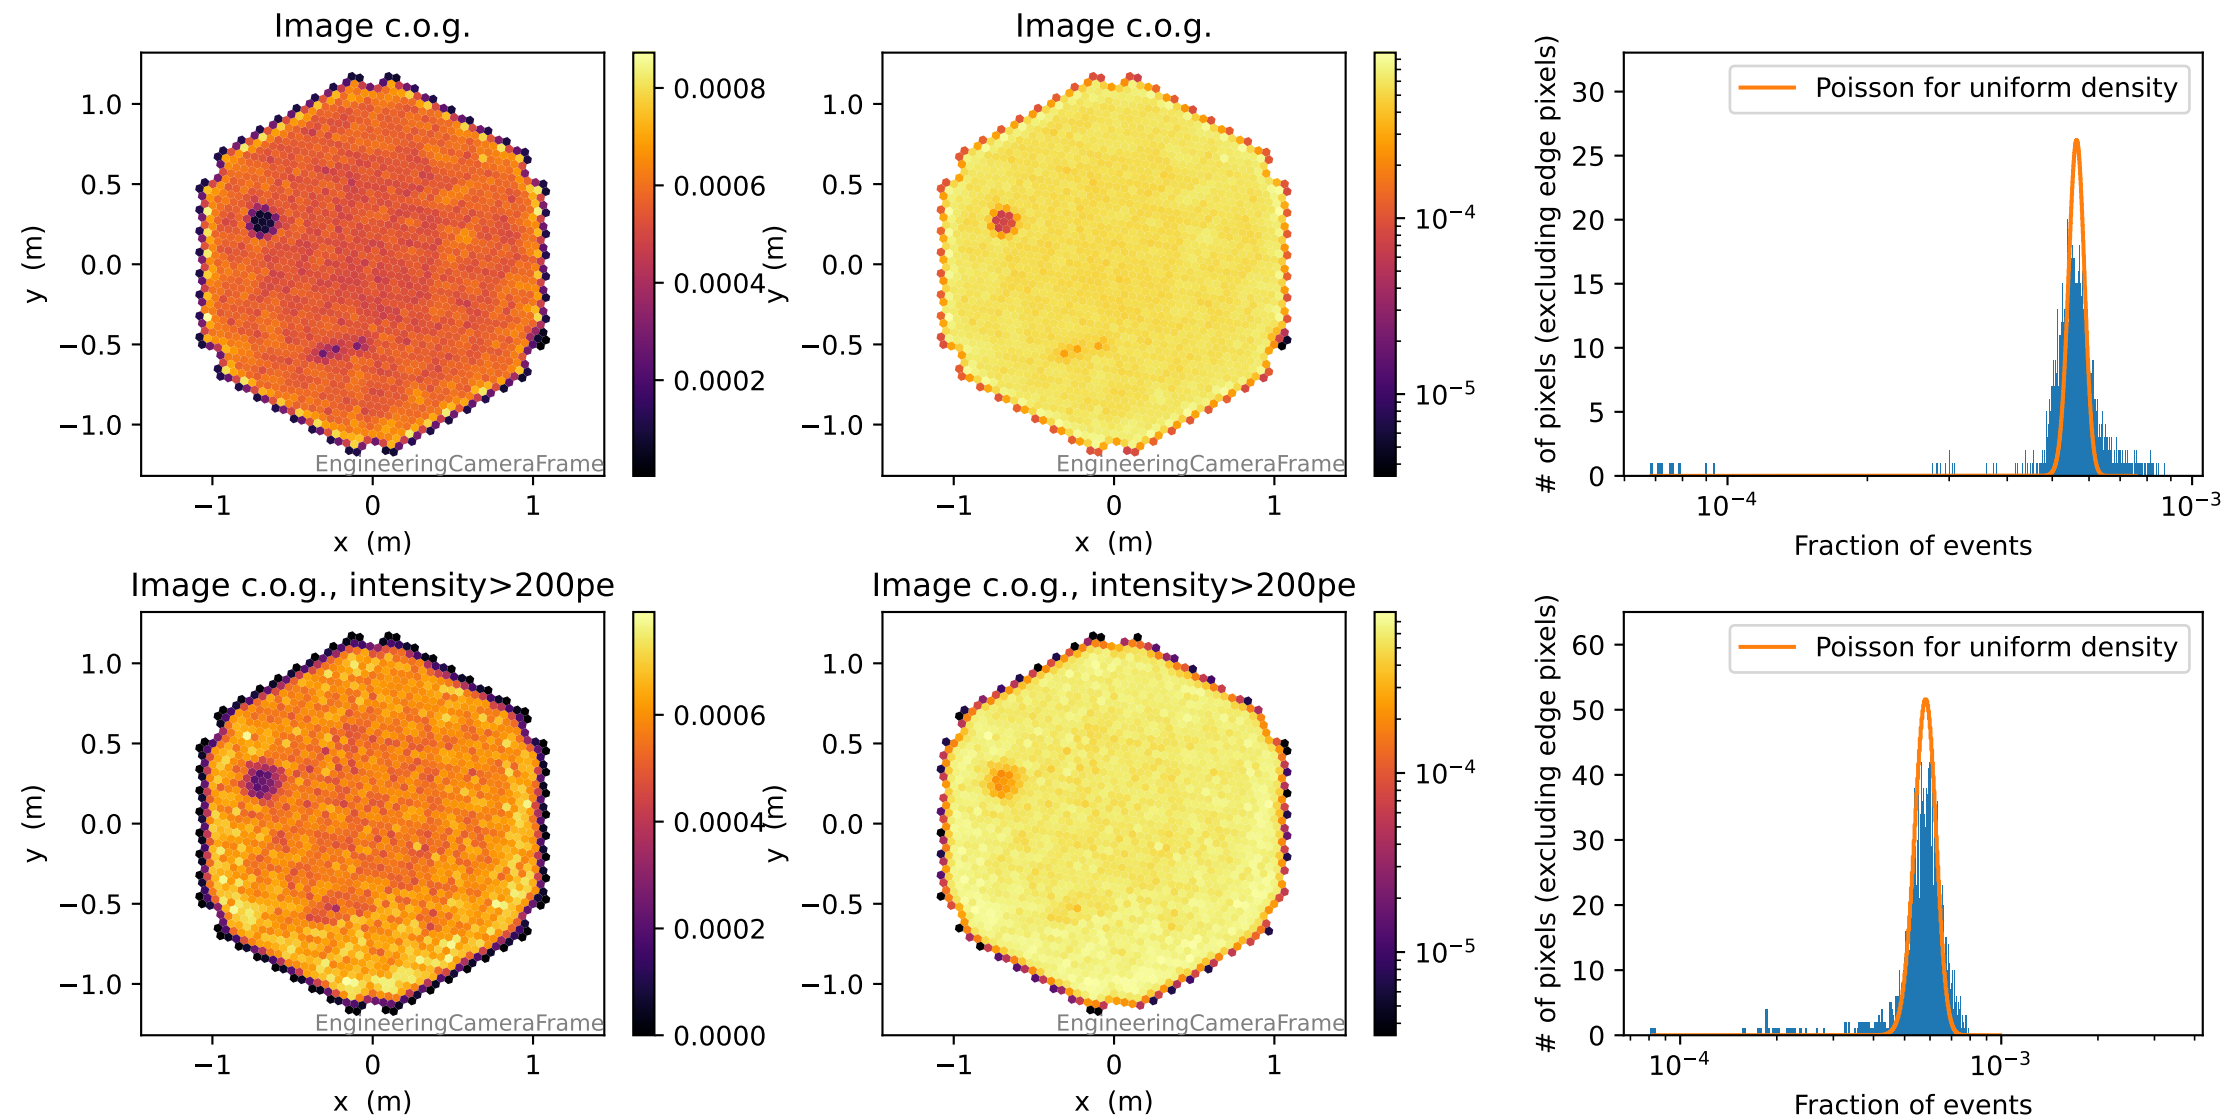 Image c.o.g.
y (m)
1.0
0.5
0.0
−0.5
−1.0
−1
0
1
x (m)
EngineeringCameraFrame
0.0008
0.0006
0.0004
0.0002
Image c.o.g.
y (m)
1.0
0.5
0.0
−0.5
−1.0
−1
0
1
x (m)
EngineeringCameraFrame
10⁻⁴
10⁻⁵
# of pixels (excluding edge pixels)
30
25
20
15
10
5
0
Poisson for uniform density
10⁻⁴
10⁻³
Fraction of events
Image c.o.g., intensity>200pe
y (m)
1.0
0.5
0.0
−0.5
−1.0
−1
0
1
x (m)
EngineeringCameraFrame
0.0006
0.0004
0.0002
0.0000
Image c.o.g., intensity>200pe
y (m)
1.0
0.5
0.0
−0.5
−1.0
−1
0
1
x (m)
EngineeringCameraFrame
10⁻⁴
10⁻⁵
# of pixels (excluding edge pixels)
60
50
40
30
20
10
0
Poisson for uniform density
10⁻⁴
10⁻³
Fraction of events